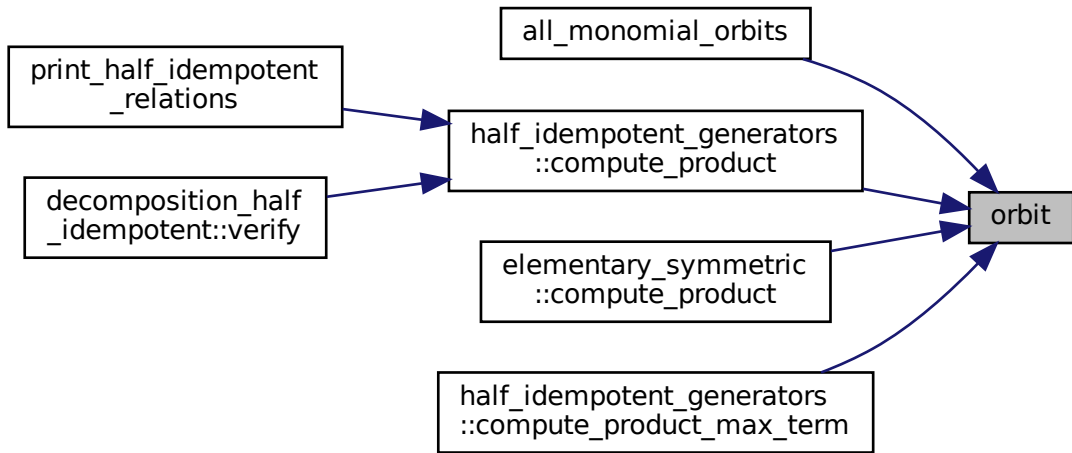 print_half_idempotent
_relations
decomposition_half
_idempotent::verify
all_monomial_orbits
half_idempotent_generators
::compute_product
elementary_symmetric
::compute_product
half_idempotent_generators
::compute_product_max_term
orbit